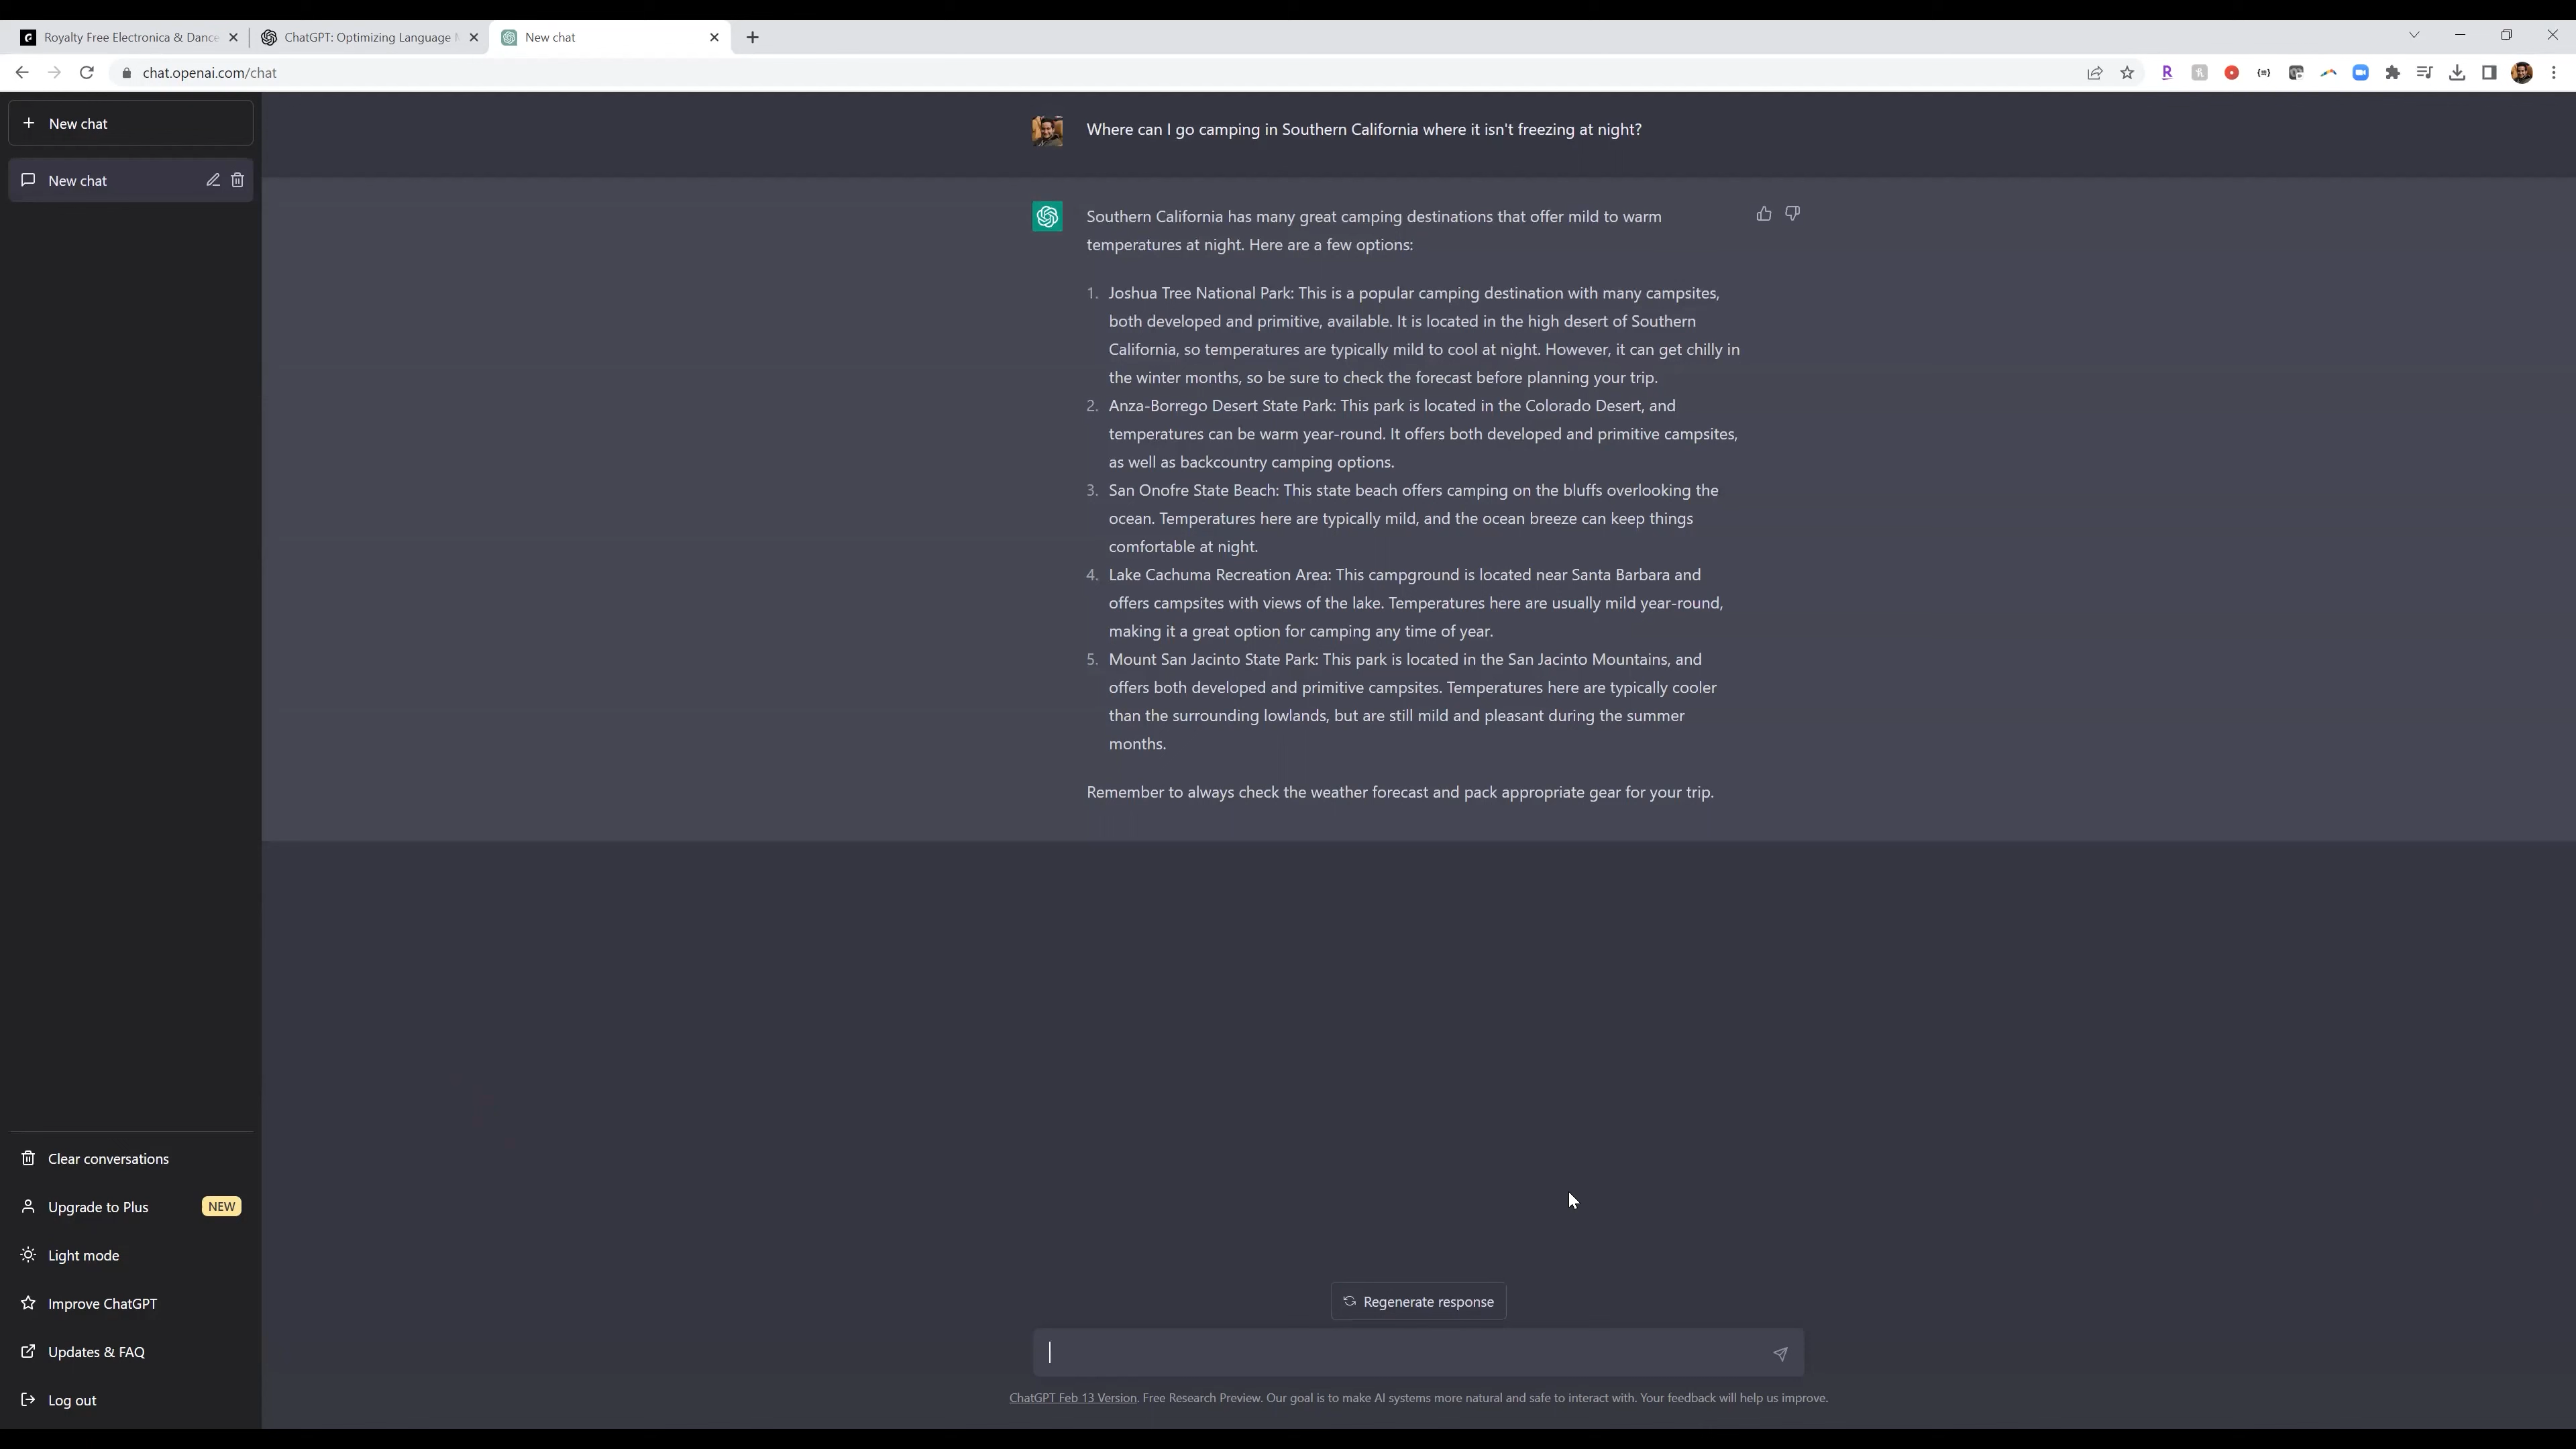 Royalty Free Electronica & Dance
ChatGPT: Optimizing Language
New chat
chat.openai.com/chat
New chat
New chat
Where can I go camping in Southern California where it isn't freezing at night?
Southern California has many great camping destinations that offer mild to warm
temperatures at night. Here are a few options:
1. Joshua Tree National Park: This is a popular camping destination with many campsites,
both developed and primitive, available. It is located in the high desert of Southern
California, so temperatures are typically mild to cool at night. However, it can get chilly in
the winter months, so be sure to check the forecast before planning your trip.
2. Anza-Borrego Desert State Park: This park is located in the Colorado Desert, and
temperatures can be warm year-round. It offers both developed and primitive campsites,
as well as backcountry camping options.
3. San Onofre State Beach: This state beach offers camping on the bluffs overlooking the
ocean. Temperatures here are typically mild, and the ocean breeze can keep things
comfortable at night.
4. Lake Cachuma Recreation Area: This campground is located near Santa Barbara and
offers campsites with views of the lake. Temperatures here are usually mild year-round,
making it a great option for camping any time of year.
5. Mount San Jacinto State Park: This park is located in the San Jacinto Mountains, and
offers both developed and primitive campsites. Temperatures here are typically cooler
than the surrounding lowlands, but are still mild and pleasant during the summer
months.
Remember to always check the weather forecast and pack appropriate gear for your trip.
Clear conversations
Upgrade to Plus NEW
Light mode
Improve ChatGPT
Updates & FAQ
Log out
Regenerate response
ChatGPT Feb 13 Version. Free Research Preview. Our goal is to make AI systems more natural and safe to interact with. Your feedback will help us improve.